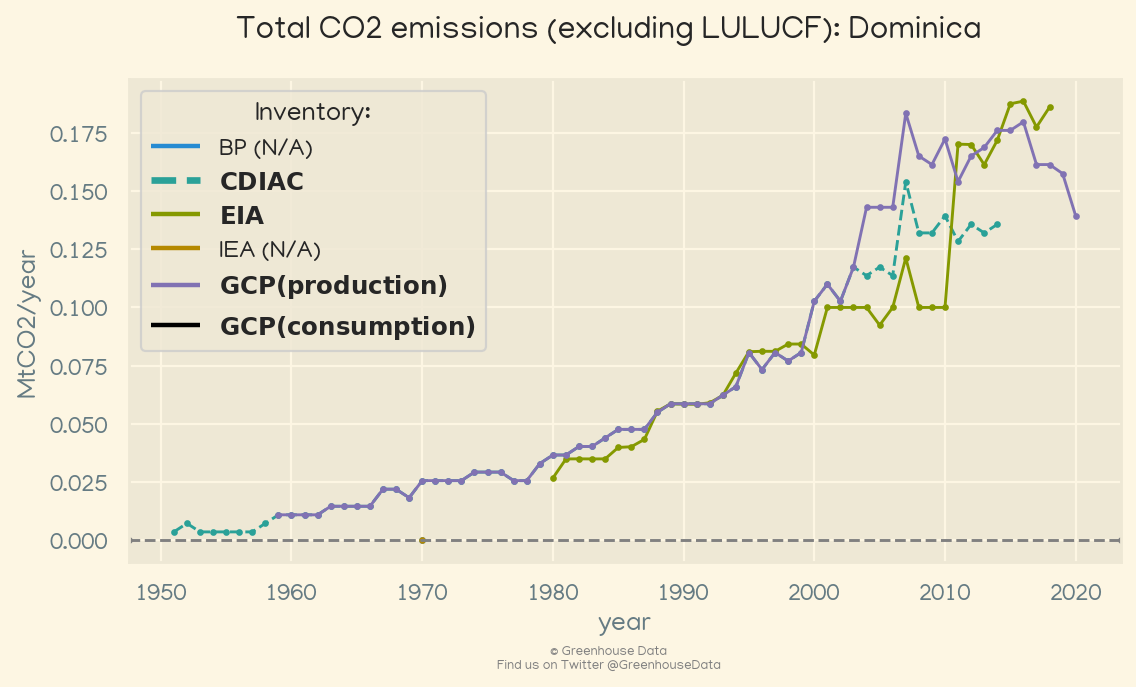 Total CO2 emissions (excluding LULUCF): Dominica
Inventory:
BP (N/A)
CDIAC
EIA
IEA (N/A)
GCP(production)
GCP(consumption)
MtCO2/year
0.175
0.150
0.125
0.100
0.075
0.050
0.025
0.000
1950 1960 1970 1980 1990 2000 2010 2020
year
© Greenhouse Data
Find us on Twitter @GreenhouseData